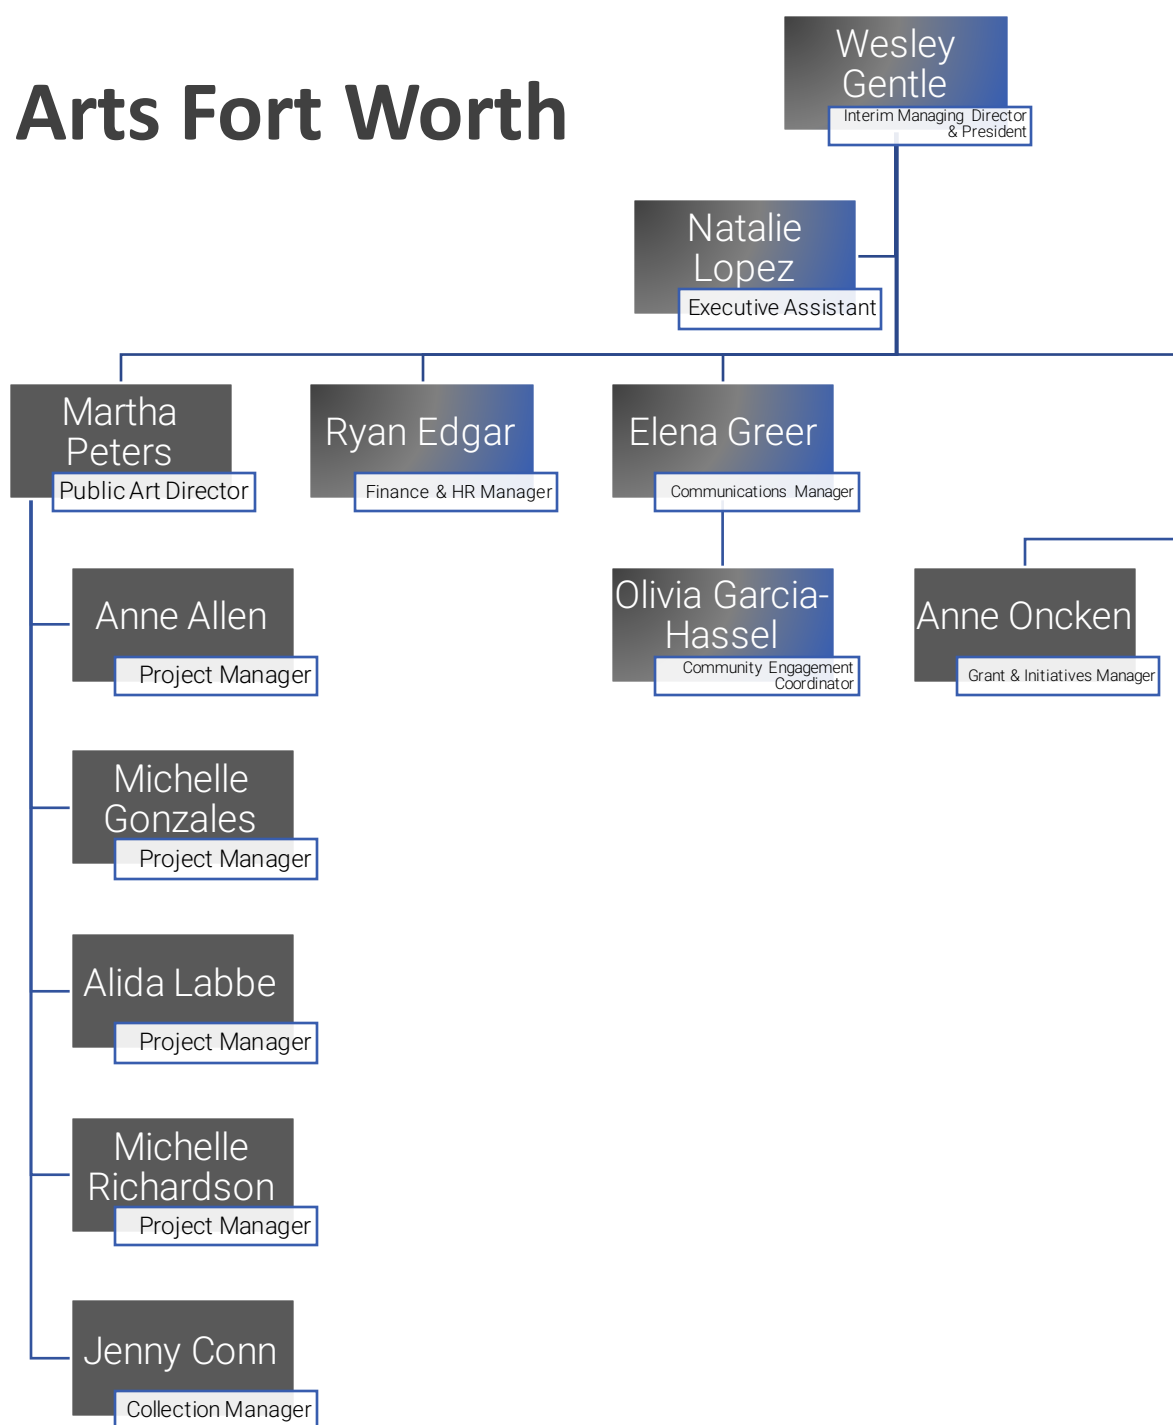 Arts Fort Worth
Wesley
Gentle
Interim Managing Director
& President
Natalie
Lopez
Executive Assistant
Martha
Peters
Public Art Director
Ryan Edgar
Finance & HR Manager
Elena Greer
Communications Manager
Olivia Garcia-
Hassel
Community Engagement
Coordinator
Anne Oncken
Grant & Initiatives Manager
Anne Allen
Project Manager
Michelle
Gonzales
Project Manager
Alida Labbe
Project Manager
Michelle
Richardson
Project Manager
Jenny Conn
Collection Manager